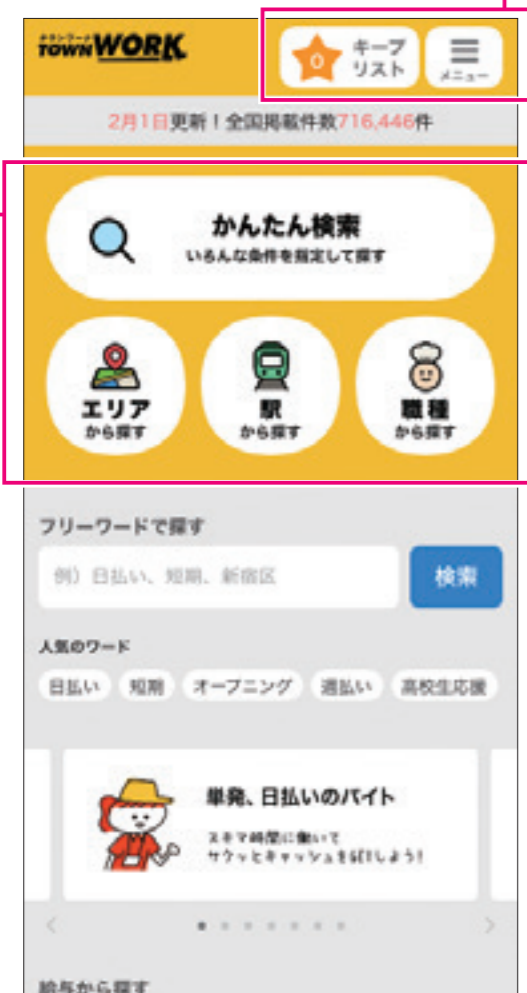 タウンワーク
TOWNWORK
0
キープ
リスト
メニュー
2月1日更新！全国掲載件数716,446件
かんたん検索
いろんな条件を指定して探す
エリア
から探す
駅
から探す
職種
から探す
フリーワードで探す
例）日払い、短期、新宿区
検索
人気のワード
日払い
短期
オープニング
週払い
高校生応援
単発、日払いのバイト
スキマ時間に働いて
サクッとキャッシュをGETしよう!
給与から探す